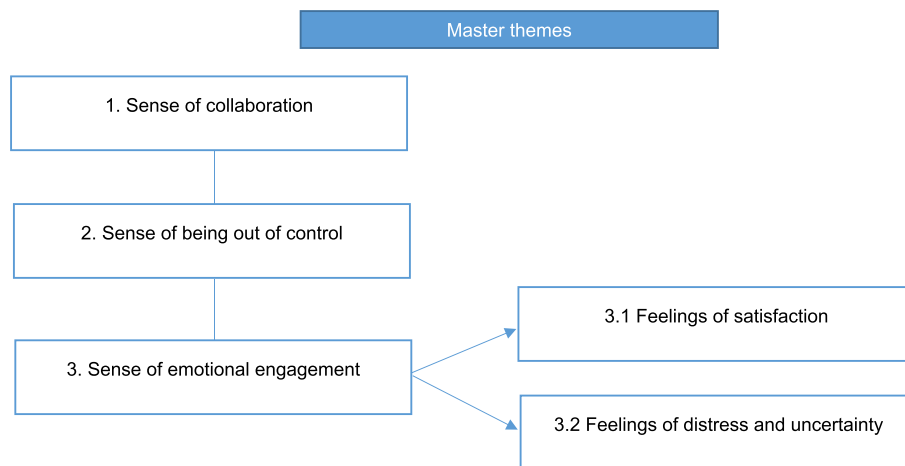 Master themes
1. Sense of collaboration
2. Sense of being out of control
3. Sense of emotional engagement
3.1 Feelings of satisfaction
3.2 Feelings of distress and uncertainty